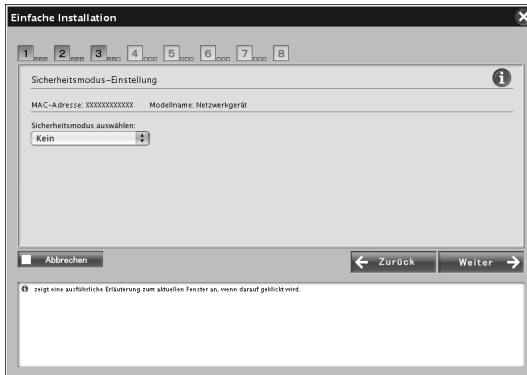 Einfache Installation
1 2 3 4 5 6 7 8
Sicherheitsmodus-Einstellung
MAC-Adresse: XXXXXXXXXXXX Modellname: Netzwerkgerät
Sicherheitsmodus auswählen:
Kein
Abbrechen
Zurück
Weiter
zeigt eine ausführliche Erläuterung zum aktuellen Fenster an, wenn darauf geklickt wird.